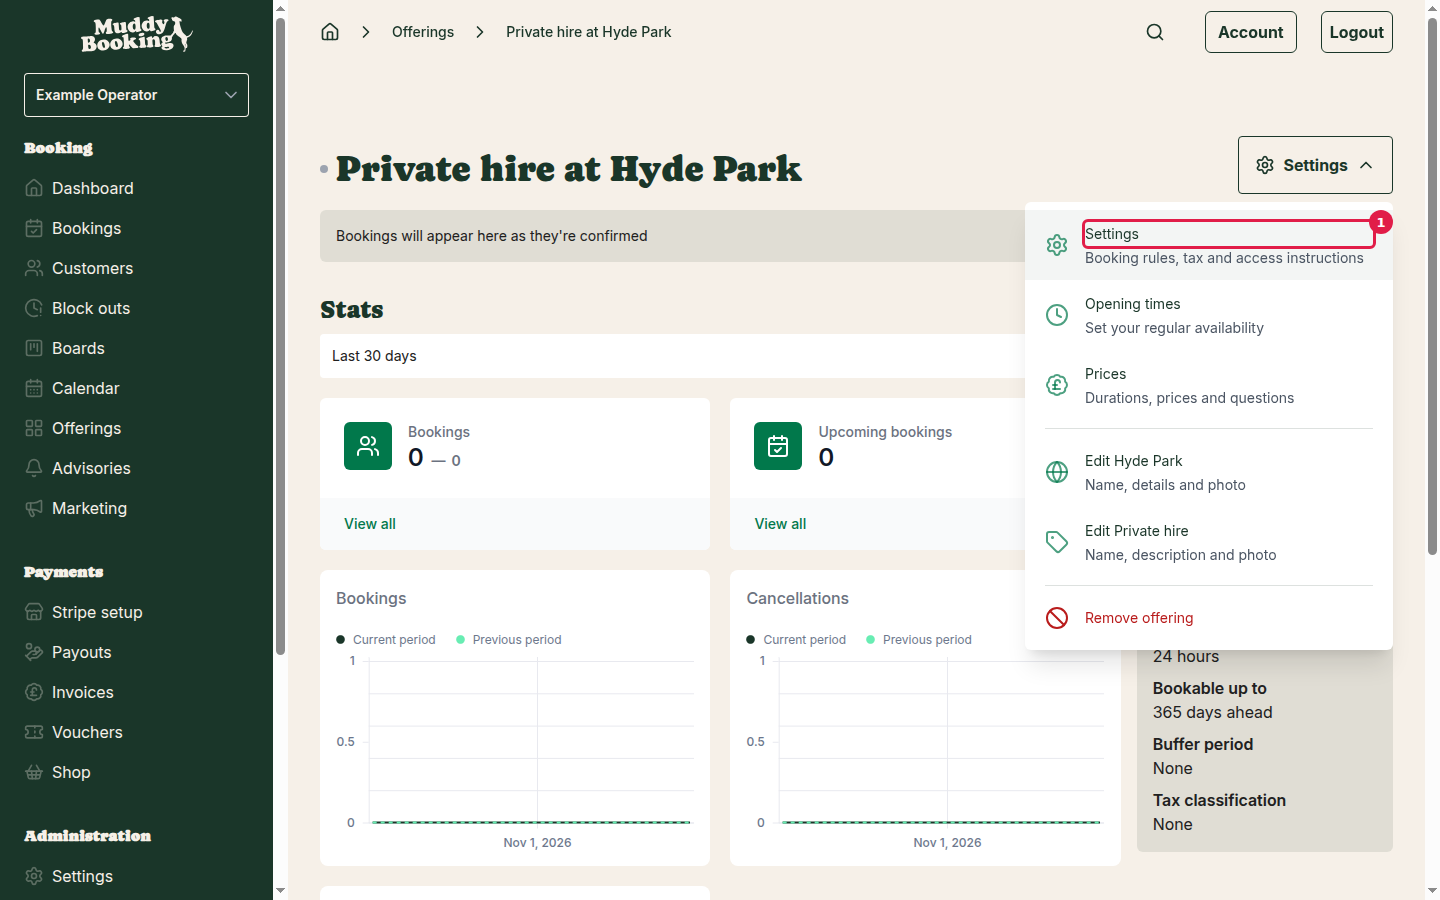 Muddy
Booking
Example Operator
Booking
Dashboard
Bookings
Customers
Block outs
Boards
Calendar
Offerings
Advisories
Marketing
Payments
Stripe setup
Payouts
Invoices
Vouchers
Shop
Administration
Settings
Offerings
Private hire at Hyde Park
Account
Logout
Private hire at Hyde Park
Settings
Bookings will appear here as they're confirmed
1
Settings
Booking rules, tax and access instructions
Opening times
Set your regular availability
Prices
Durations, prices and questions
Edit Hyde Park
Name, details and photo
Edit Private hire
Name, description and photo
Remove offering
Stats
Last 30 days
Bookings
0 — 0
View all
Upcoming bookings
0
View all
Bookings
Current period
Previous period
1
0.5
0
Nov 1, 2026
Cancellations
Current period
Previous period
1
0.5
0
Nov 1, 2026
24 hours
Bookable up to
365 days ahead
Buffer period
None
Tax classification
None